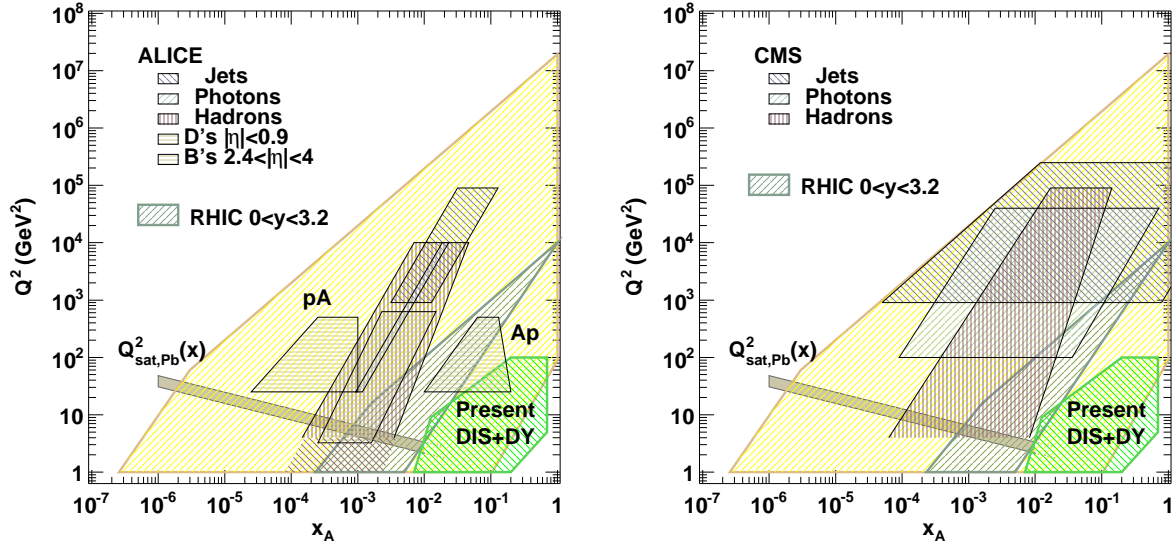 10^8
10^7
10^6
10^5
10^4
10^3
10^2
10
1
Q^2 (GeV^2)
ALICE
Jets
Photons
Hadrons
D's |η|<0.9
B's 2.4<|η|<4
RHIC 0<y<3.2
pA
Ap
Q^2_sat,Pb(x)
Present
DIS+DY
10^-7 10^-6 10^-5 10^-4 10^-3 10^-2 10^-1 1
x_A
10^8
10^7
10^6
10^5
10^4
10^3
10^2
10
1
Q^2 (GeV^2)
CMS
Jets
Photons
Hadrons
RHIC 0<y<3.2
Q^2_sat,Pb(x)
Present
DIS+DY
10^-7 10^-6 10^-5 10^-4 10^-3 10^-2 10^-1 1
x_A